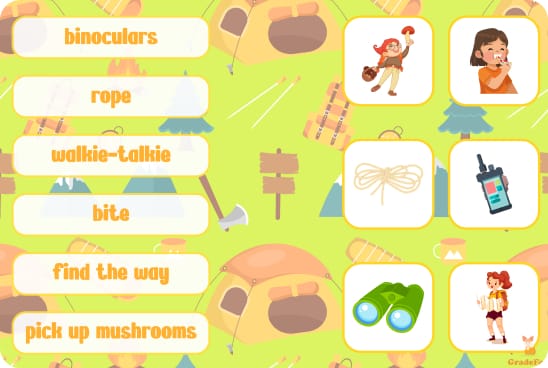 binoculars
rope
walkie-talkie
bite
find the way
pick up mushrooms